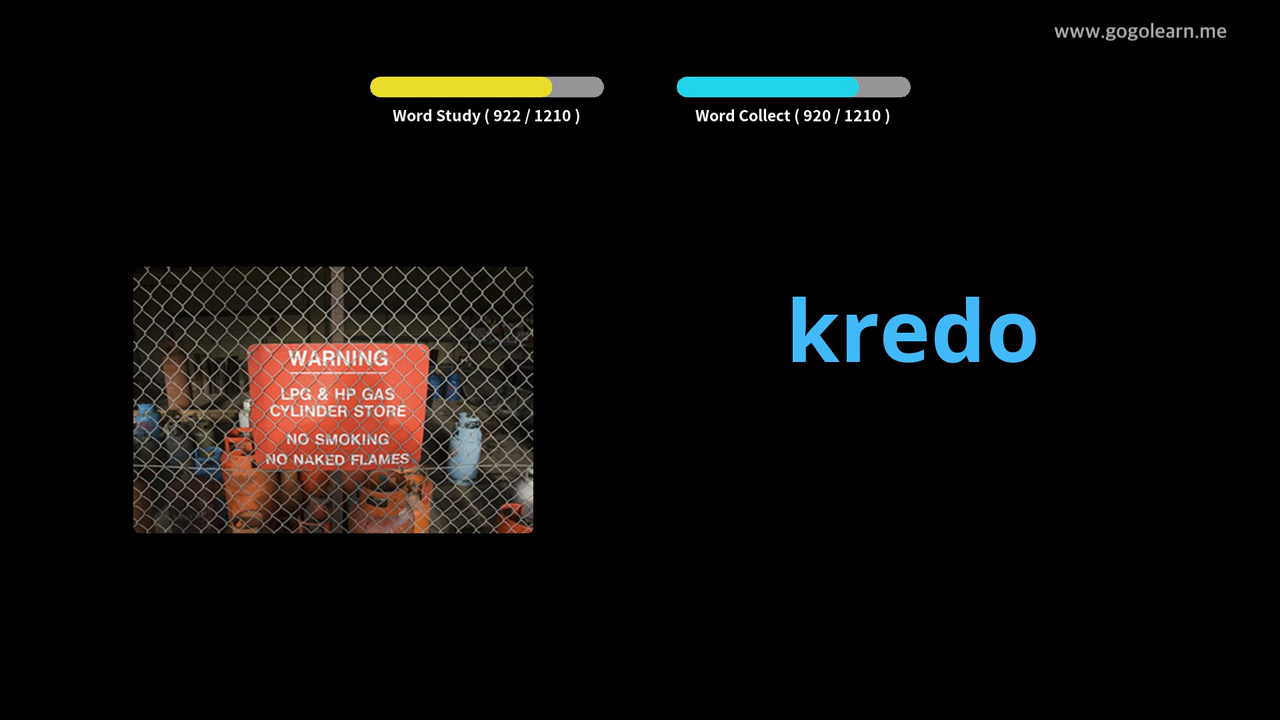 www.gogolearn.me
Word Study ( 922 / 1210 )
Word Collect ( 920 / 1210 )
WARNING
LPG & HP GAS
CYLINDER STORE
NO SMOKING
NO NAKED FLAMES
kredo